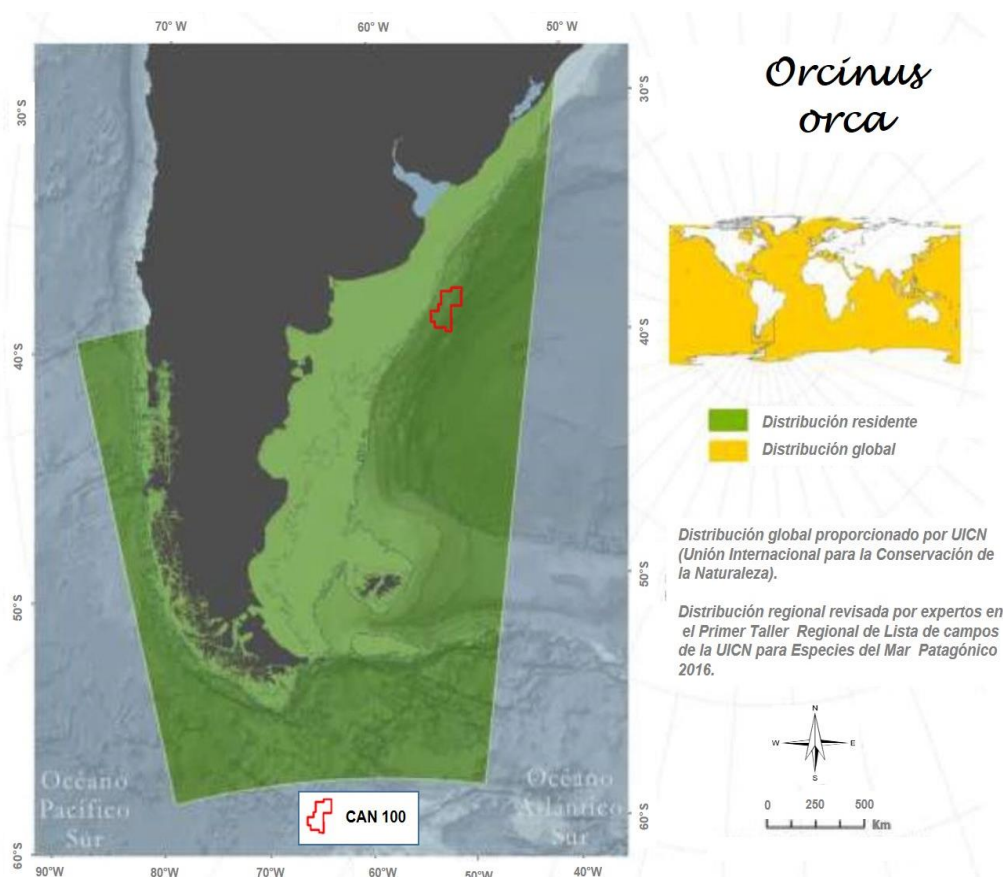 70° W 60° W 50° W
Orcinus
orca
30°S
30°S
40°S
40°S
50°S
50°S
60°S
60°S
Distribución residente
Distribución global
Distribución global proporcionado por UICN
(Unión Internacional para la Conservación de
la Naturaleza).
Distribución regional revisada por expertos en
el Primer Taller Regional de Lista de campos
de la UICN para Especies del Mar Patagónico
2016.
N
W E
S
0 250 500
Km
Océano
Pacífico
Sur
CAN 100
Océano
Atlántico
Sur
90°W 80°W 70°W 60°W 50°W 40°W